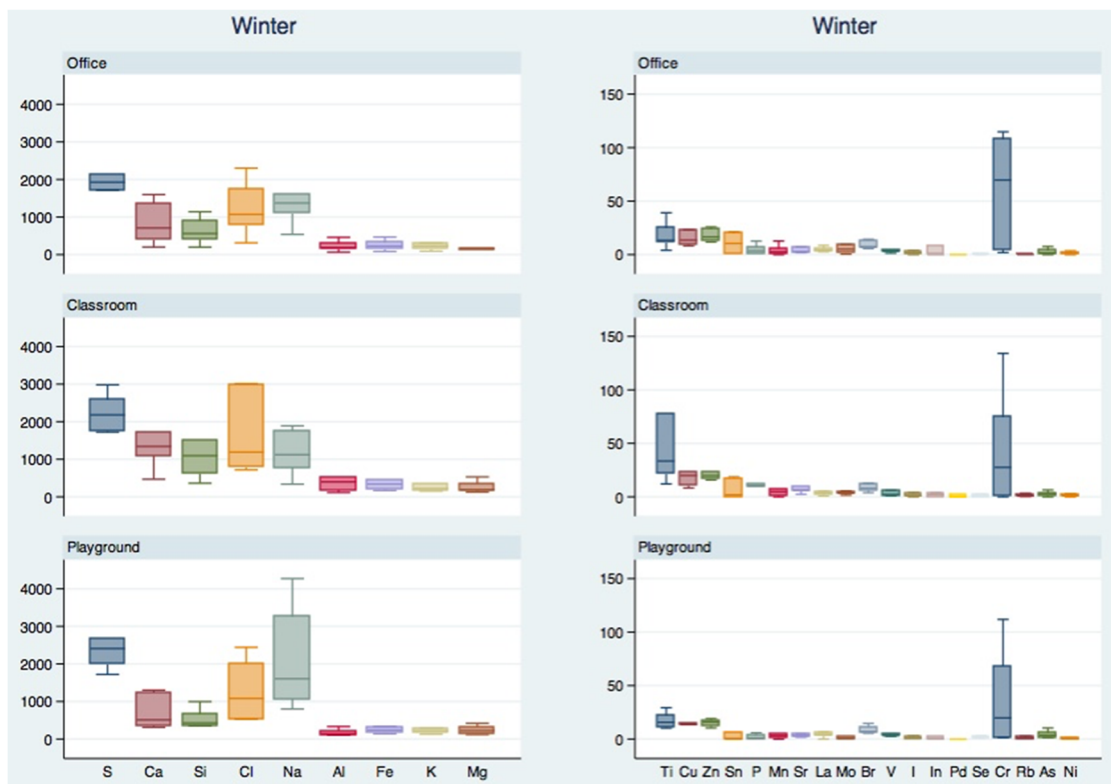 Winter
Office
4000
3000
2000
1000
0
Classroom
4000
3000
2000
1000
0
Playground
4000
3000
2000
1000
0
S Ca Si Cl Na Al Fe K Mg
Winter
Office
150
100
50
0
Classroom
150
100
50
0
Playground
150
100
50
0
Ti Cu Zn Sn P Mn Sr La Mo Br V I In Pd Se Cr Rb As Ni